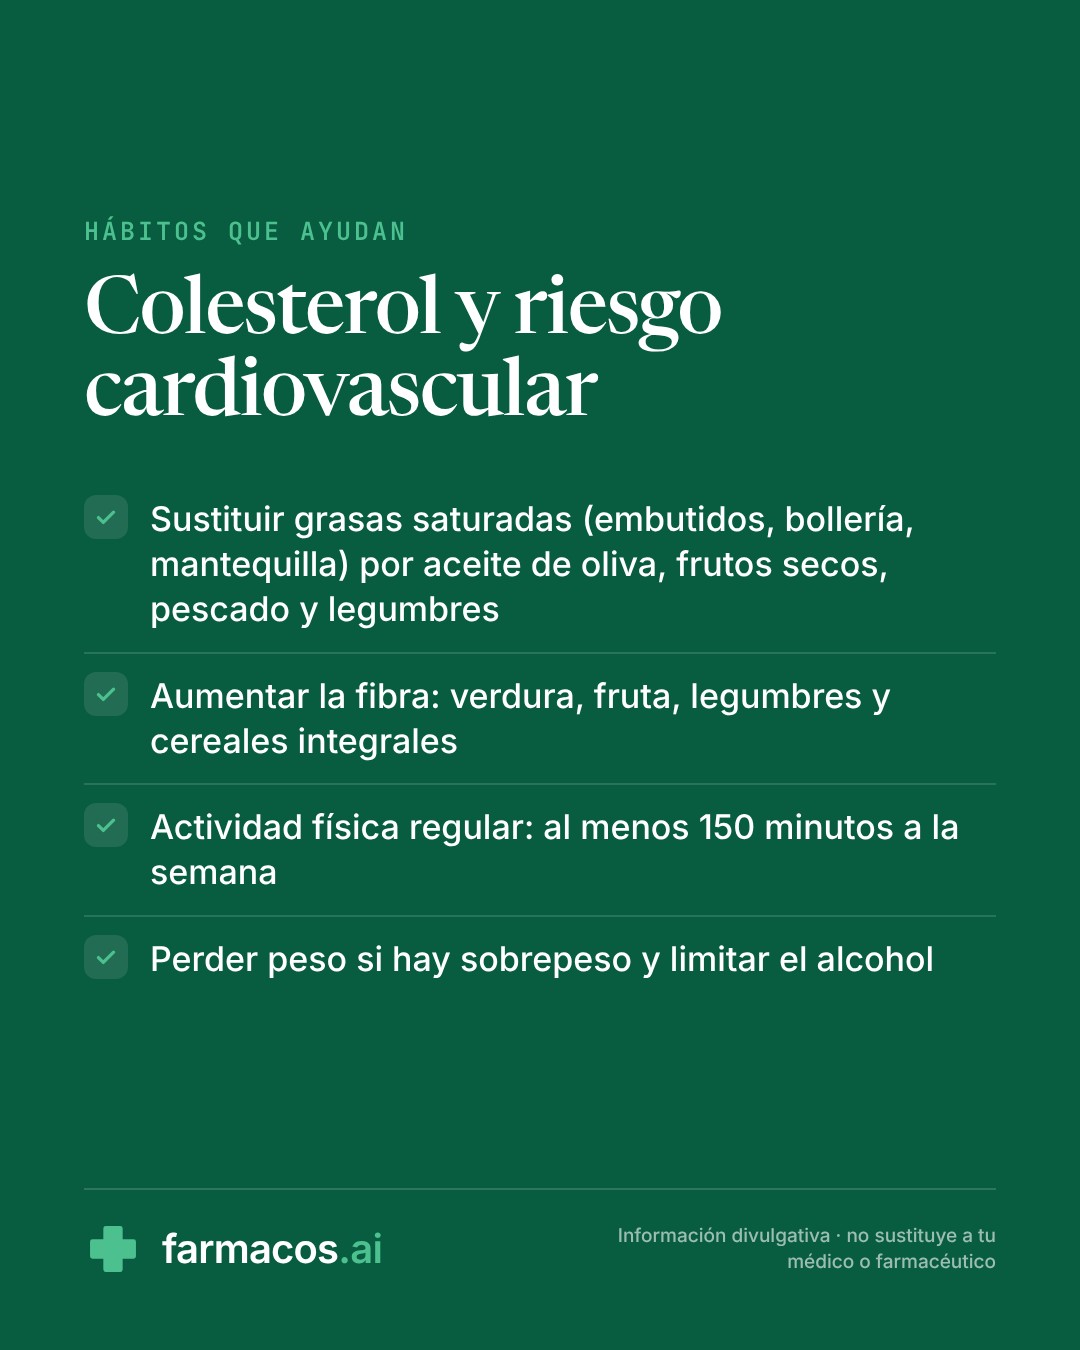 HÁBITOS QUE AYUDAN
Colesterol y riesgo
cardiovascular
Sustituir grasas saturadas (embutidos, bollería,
mantequilla) por aceite de oliva, frutos secos,
pescado y legumbres
Aumentar la fibra: verdura, fruta, legumbres y
cereales integrales
Actividad física regular: al menos 150 minutos a la
semana
Perder peso si hay sobrepeso y limitar el alcohol
farmacos.ai
Información divulgativa · no sustituye a tu
médico o farmacéutico